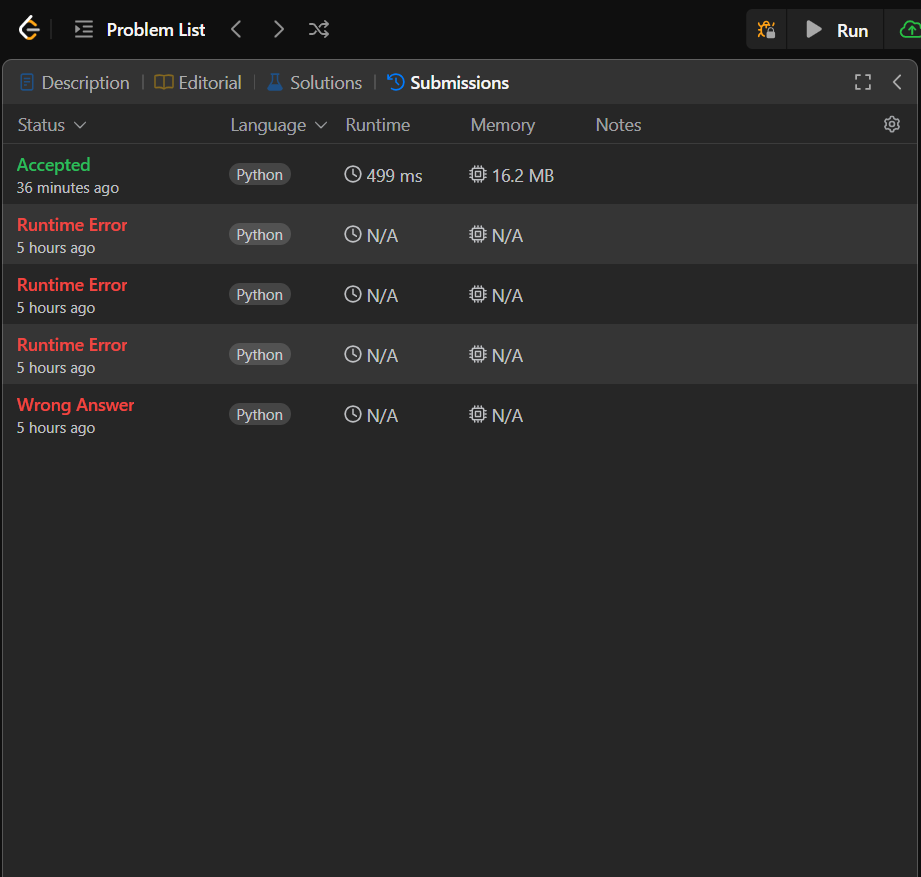 Problem List Run
Description Editorial Solutions Submissions
Status Language Runtime Memory Notes
Accepted Python 499 ms 16.2 MB
36 minutes ago
Runtime Error Python N/A N/A
5 hours ago
Runtime Error Python N/A N/A
5 hours ago
Runtime Error Python N/A N/A
5 hours ago
Wrong Answer Python N/A N/A
5 hours ago